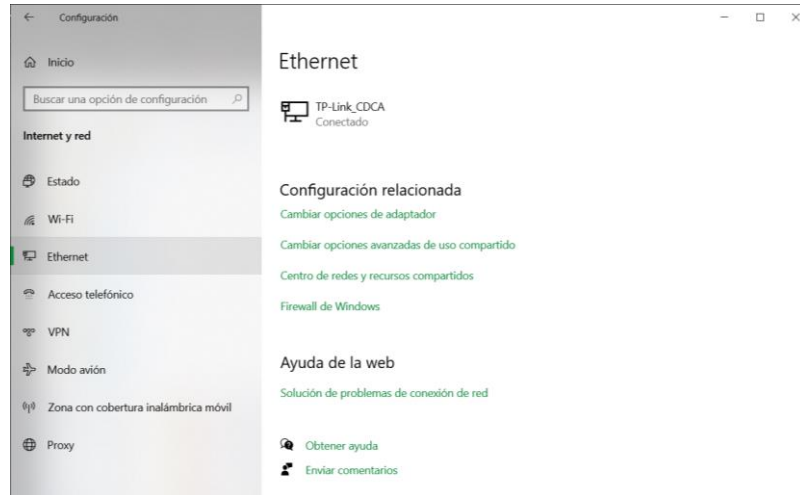 Configuración
Inicio
Buscar una opción de configuración
Internet y red
Estado
Wi-Fi
Ethernet
Acceso telefónico
VPN
Modo avión
Zona con cobertura inalámbrica móvil
Proxy
Ethernet
TP-Link_CDCA
Conectado
Configuración relacionada
Cambiar opciones de adaptador
Cambiar opciones avanzadas de uso compartido
Centro de redes y recursos compartidos
Firewall de Windows
Ayuda de la web
Solución de problemas de conexión de red
Obtener ayuda
Enviar comentarios